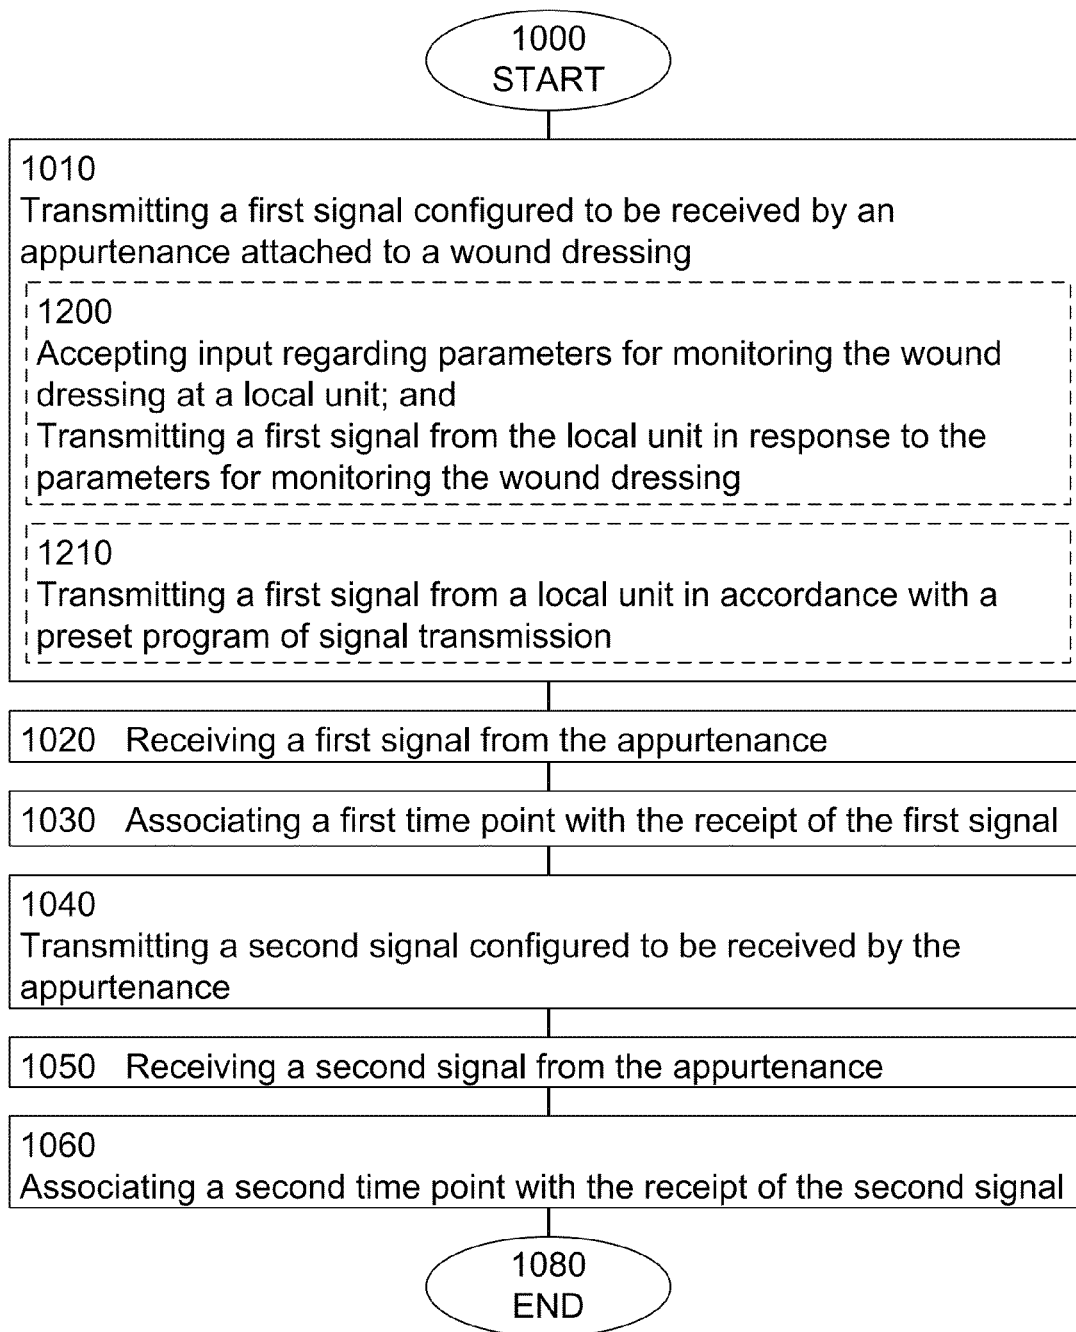 1000
START
1010
Transmitting a first signal configured to be received by an
appurtenance attached to a wound dressing
1200
Accepting input regarding parameters for monitoring the wound
dressing at a local unit; and
Transmitting a first signal from the local unit in response to the
parameters for monitoring the wound dressing
1210
Transmitting a first signal from a local unit in accordance with a
preset program of signal transmission
1020 Receiving a first signal from the appurtenance
1030 Associating a first time point with the receipt of the first signal
1040
Transmitting a second signal configured to be received by the
appurtenance
1050 Receiving a second signal from the appurtenance
1060
Associating a second time point with the receipt of the second signal
1080
END